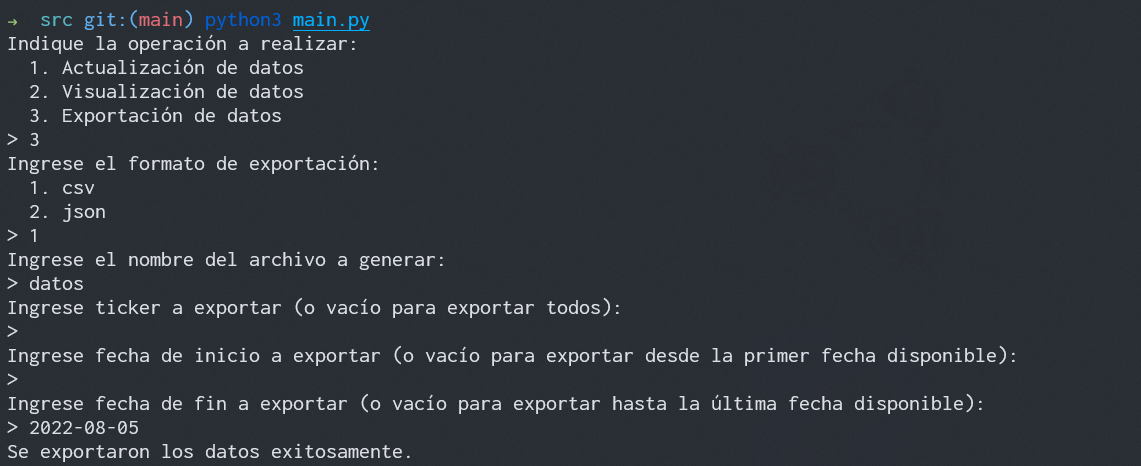 → src git:(main) python3 main.py
Indique la operación a realizar:
1. Actualización de datos
2. Visualización de datos
3. Exportación de datos
> 3
Ingrese el formato de exportación:
1. csv
2. json
> 1
Ingrese el nombre del archivo a generar:
> datos
Ingrese ticker a exportar (o vacío para exportar todos):
>
Ingrese fecha de inicio a exportar (o vacío para exportar desde la primer fecha disponible):
>
Ingrese fecha de fin a exportar (o vacío para exportar hasta la última fecha disponible):
> 2022-08-05
Se exportaron los datos exitosamente.